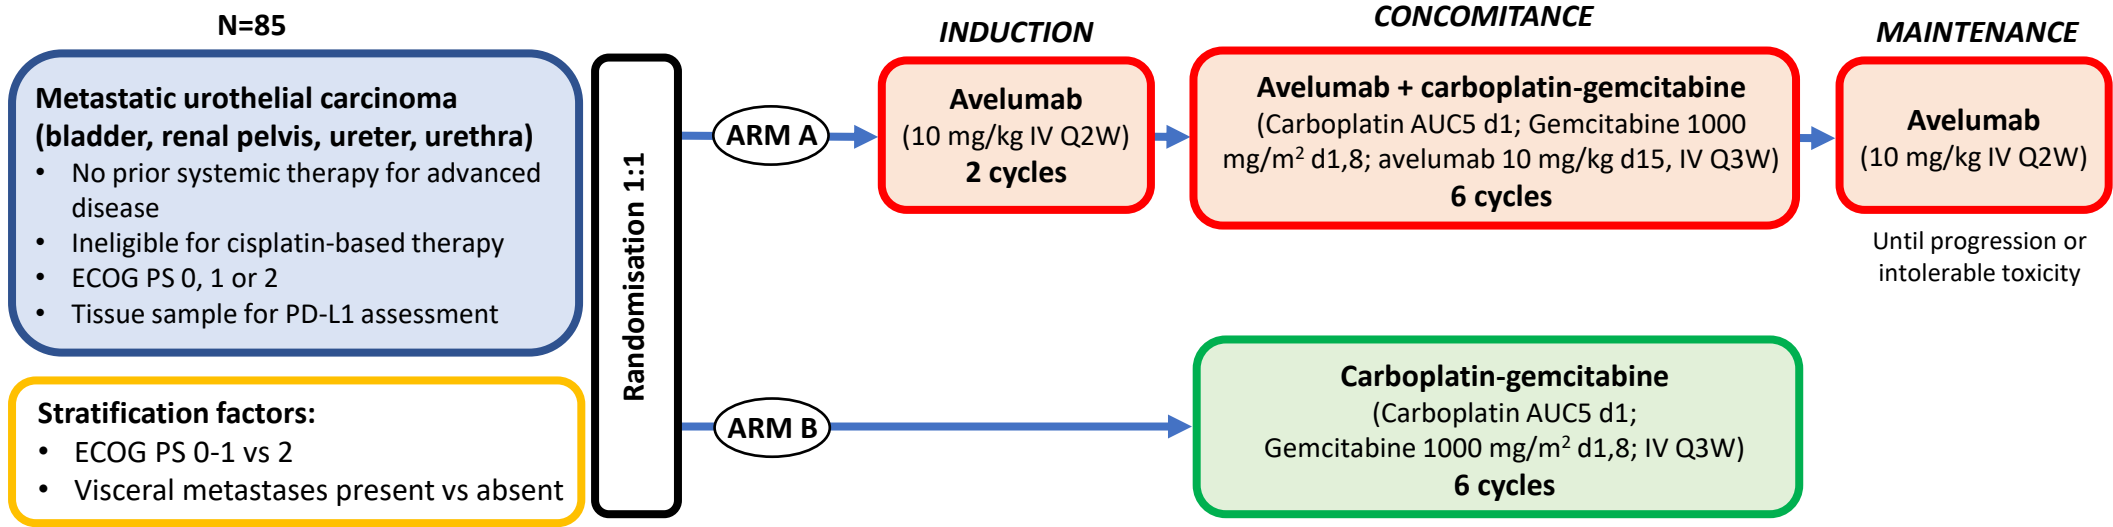 N=85
Metastatic urothelial carcinoma
(bladder, renal pelvis, ureter, urethra)
• No prior systemic therapy for advanced
disease
• Ineligible for cisplatin-based therapy
• ECOG PS 0, 1 or 2
• Tissue sample for PD-L1 assessment
Stratification factors:
• ECOG PS 0-1 vs 2
• Visceral metastases present vs absent
Randomisation 1:1
ARM A
INDUCTION
Avelumab
(10 mg/kg IV Q2W)
2 cycles
CONCOMITANCE
Avelumab + carboplatin-gemcitabine
(Carboplatin AUC5 d1; Gemcitabine 1000
mg/m² d1,8; avelumab 10 mg/kg d15, IV Q3W)
6 cycles
MAINTENANCE
Avelumab
(10 mg/kg IV Q2W)
Until progression or
intolerable toxicity
ARM B
Carboplatin-gemcitabine
(Carboplatin AUC5 d1;
Gemcitabine 1000 mg/m² d1,8; IV Q3W)
6 cycles